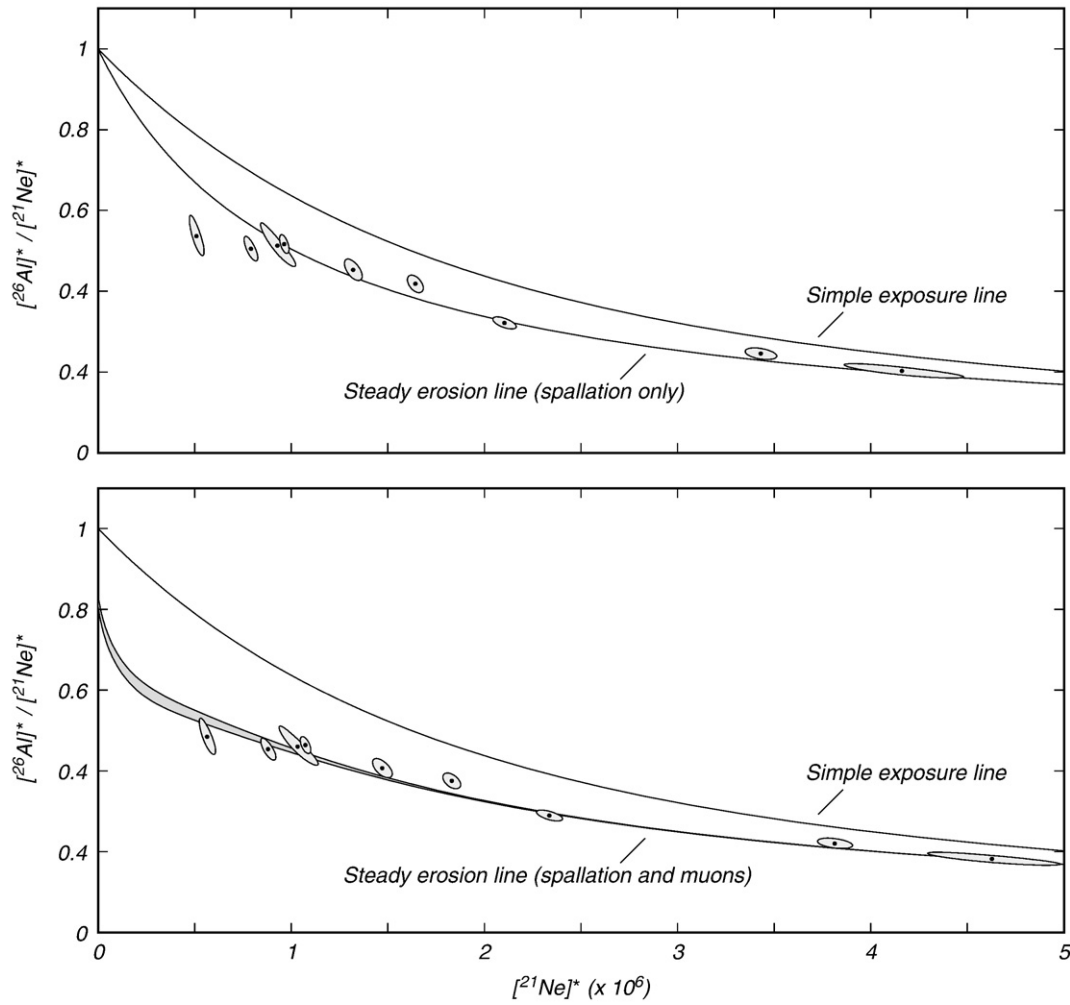 1
0.8
0.6
0.4
0.4
0
[²⁶Al]* / [²¹Ne]*
Simple exposure line
Steady erosion line (spallation only)
1
0.8
0.6
0.4
0.4
0
[²⁶Al]* / [²¹Ne]*
Simple exposure line
Steady erosion line (spallation and muons)
0 1 2 3 4 5
[²¹Ne]* (x 10⁶)